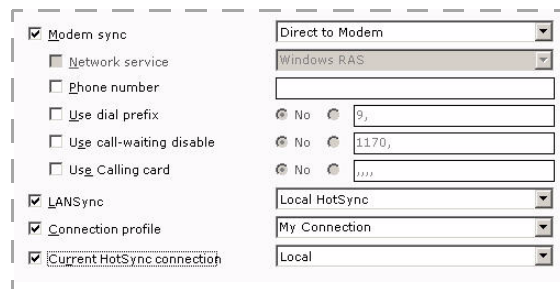 Modem sync Direct to Modem
Network service Windows RAS
Phone number
Use dial prefix No 9,
Use call-waiting disable No 1170,
Use Calling card No ,,,,
LANSync Local HotSync
Connection profile My Connection
Current HotSync connection Local